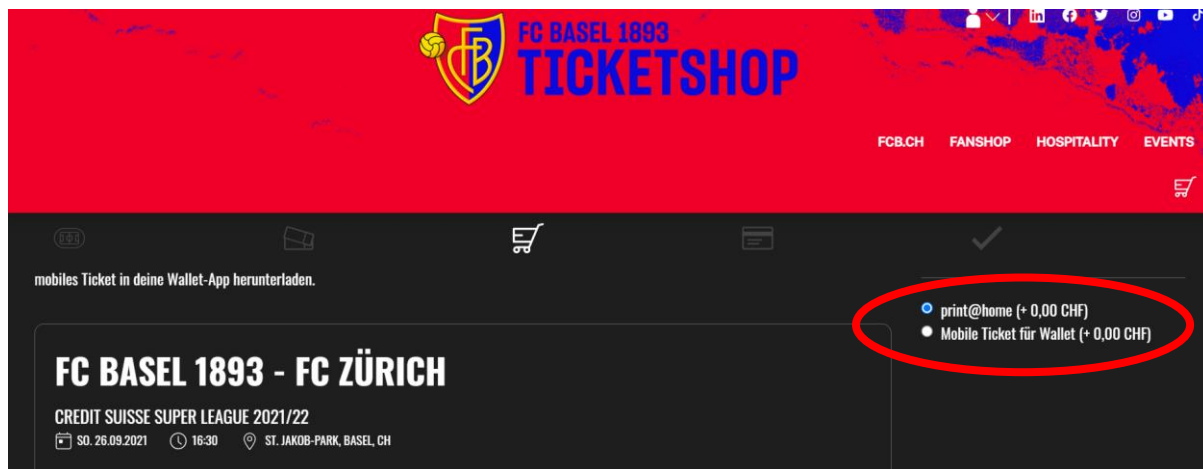 FC BASEL 1893
TICKETSHOP
FCB.CH FANSHOP HOSPITALITY EVENTS
mobiles Ticket in deine Wallet-App herunterladen.
print@home (+ 0,00 CHF)
Mobile Ticket für Wallet (+ 0,00 CHF)
FC BASEL 1893 - FC ZÜRICH
CREDIT SUISSE SUPER LEAGUE 2021/22
SO. 26.09.2021 16:30 ST. JAKOB-PARK, BASEL, CH